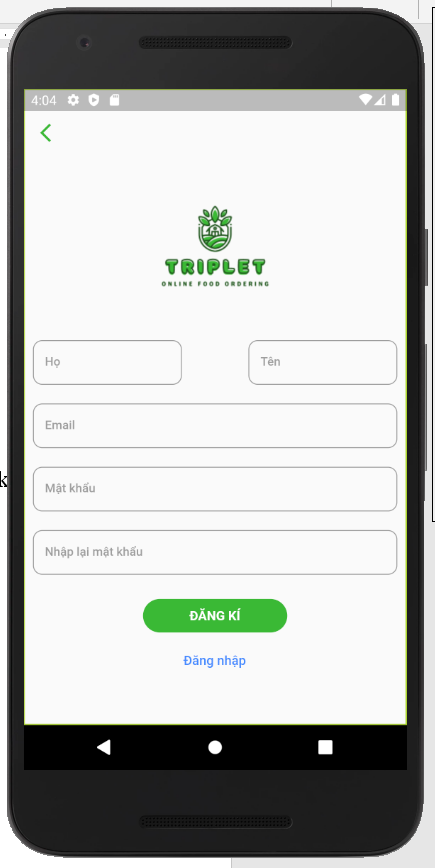 4:04
TRIPLET
ONLINE FOOD ORDERING
Họ
Tên
Email
Mật khẩu
k
Nhập lại mật khẩu
ĐĂNG KÍ
Đăng nhập